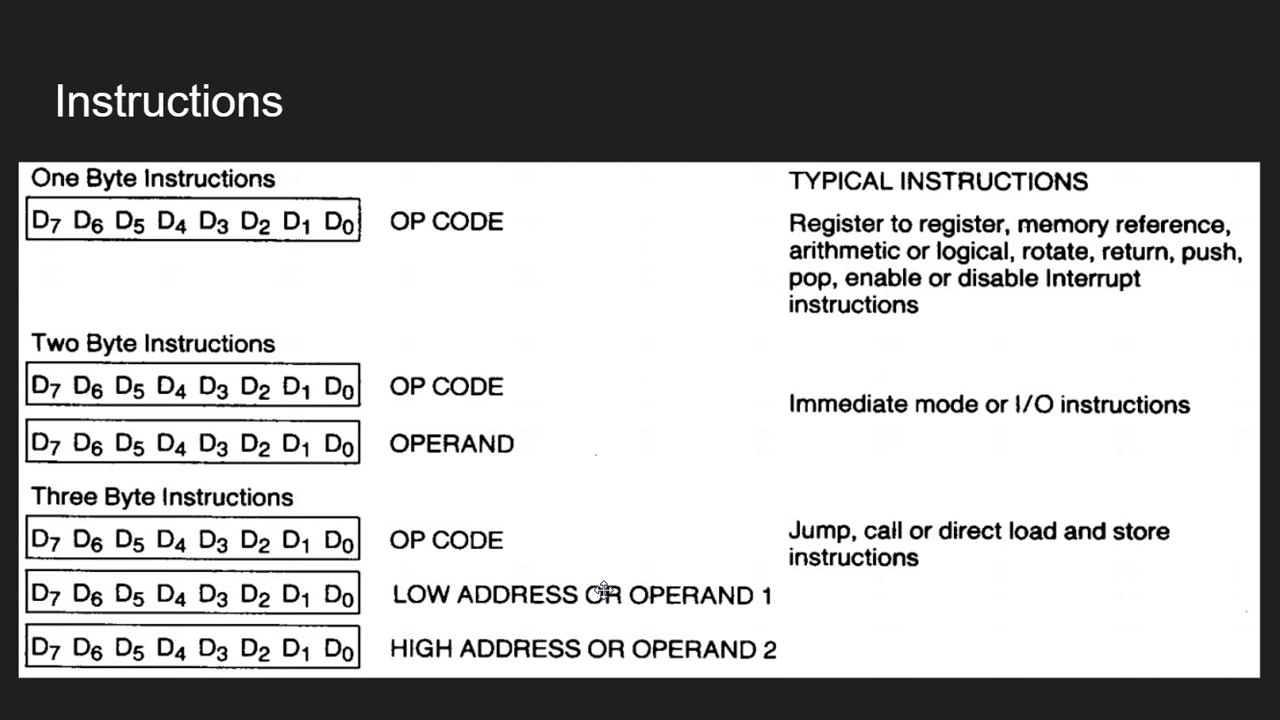 Instructions
One Byte Instructions
TYPICAL INSTRUCTIONS
D7 D6 D5 D4 D3 D2 D1 D0 OP CODE
Register to register, memory reference,
arithmetic or logical, rotate, return, push,
pop, enable or disable Interrupt
instructions
Two Byte Instructions
D7 D6 D5 D4 D3 D2 D1 D0 OP CODE
Immediate mode or I/O instructions
D7 D6 D5 D4 D3 D2 D1 D0 OPERAND
Three Byte Instructions
D7 D6 D5 D4 D3 D2 D1 D0 OP CODE
Jump, call or direct load and store
instructions
D7 D6 D5 D4 D3 D2 D1 D0 LOW ADDRESS OR OPERAND 1
D7 D6 D5 D4 D3 D2 D1 D0 HIGH ADDRESS OR OPERAND 2